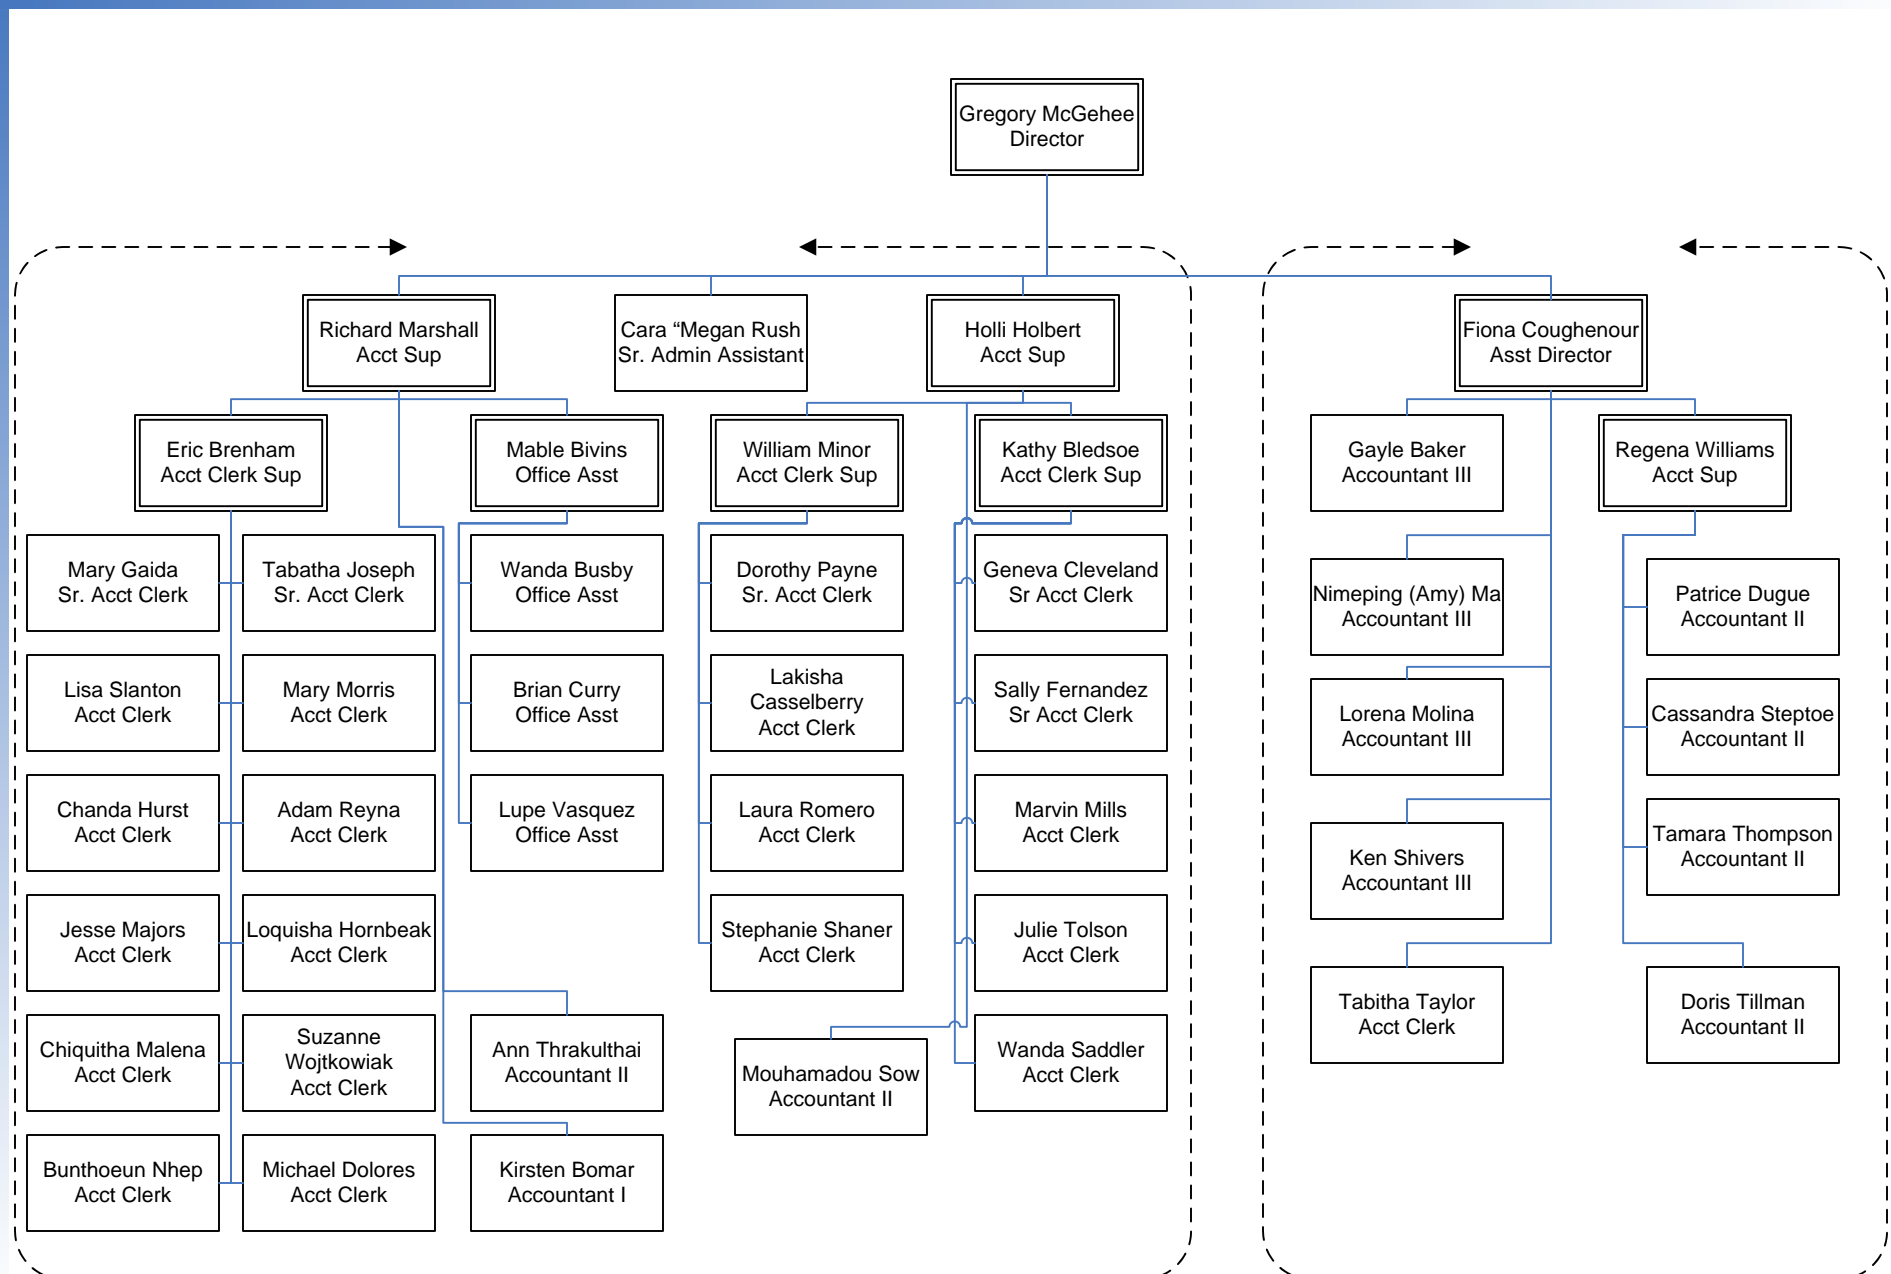 Gregory McGehee
Director
Richard Marshall
Acct Sup
Cara “Megan Rush
Sr. Admin Assistant
Holli Holbert
Acct Sup
Fiona Coughenour
Asst Director
Eric Brenham
Acct Clerk Sup
Mable Bivins
Office Asst
William Minor
Acct Clerk Sup
Kathy Bledsoe
Acct Clerk Sup
Gayle Baker
Accountant III
Regena Williams
Acct Sup
Mary Gaida
Sr. Acct Clerk
Tabatha Joseph
Sr. Acct Clerk
Wanda Busby
Office Asst
Dorothy Payne
Sr. Acct Clerk
Geneva Cleveland
Sr Acct Clerk
Nimeping (Amy) Ma
Accountant III
Patrice Dugue
Accountant II
Lisa Slanton
Acct Clerk
Mary Morris
Acct Clerk
Brian Curry
Office Asst
Lakisha
Casselberry
Acct Clerk
Sally Fernandez
Sr Acct Clerk
Lorena Molina
Accountant III
Cassandra Steptoe
Accountant II
Chanda Hurst
Acct Clerk
Adam Reyna
Acct Clerk
Lupe Vasquez
Office Asst
Laura Romero
Acct Clerk
Marvin Mills
Acct Clerk
Ken Shivers
Accountant III
Tamara Thompson
Accountant II
Jesse Majors
Acct Clerk
Loquisha Hornbeak
Acct Clerk
Stephanie Shaner
Acct Clerk
Julie Tolson
Acct Clerk
Tabitha Taylor
Acct Clerk
Doris Tillman
Accountant II
Chiquitha Malena
Acct Clerk
Suzanne
Wojtkowiak
Acct Clerk
Ann Thrakulthai
Accountant II
Mouhamadou Sow
Accountant II
Wanda Saddler
Acct Clerk
Bunthoeun Nhep
Acct Clerk
Michael Dolores
Acct Clerk
Kirsten Bomar
Accountant I